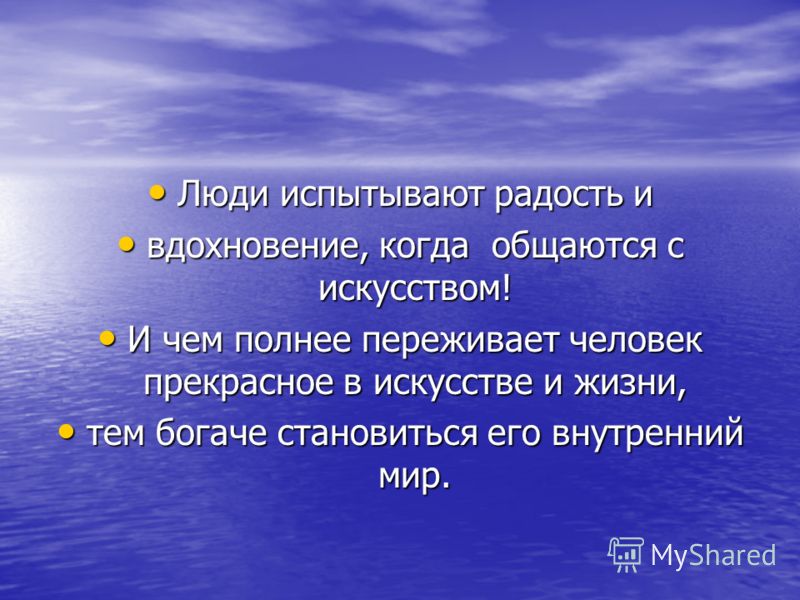 • Люди испытывают радость и
• вдохновение, когда общаются с
искусством!
• И чем полнее переживает человек
прекрасное в искусстве и жизни,
• тем богаче становиться его внутренний
мир.
MyShared